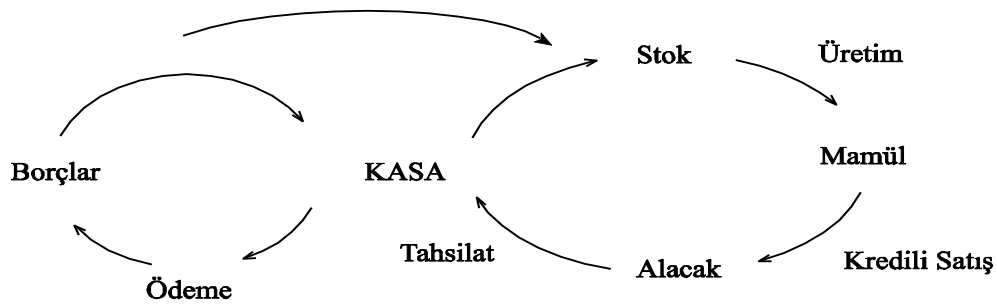 Stok
Üretim
Borçlar
KASA
Mamül
Tahsilat
Alacak
Kredili Satış
Ödeme